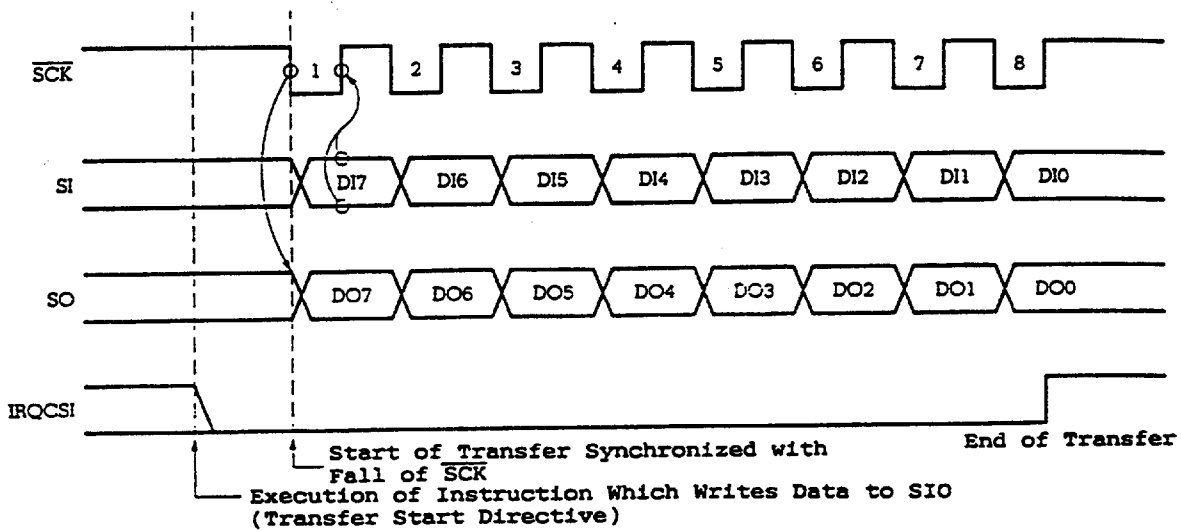 SCK
1 2 3 4 5 6 7 8
SI
DI7 DI6 DI5 DI4 DI3 DI2 DI1 DI0
SO
DO7 DO6 DO5 DO4 DO3 DO2 DO1 DO0
IRQCSI
End of Transfer
Start of Transfer Synchronized with
Fall of SCK
Execution of Instruction Which Writes Data to SIO
(Transfer Start Directive)